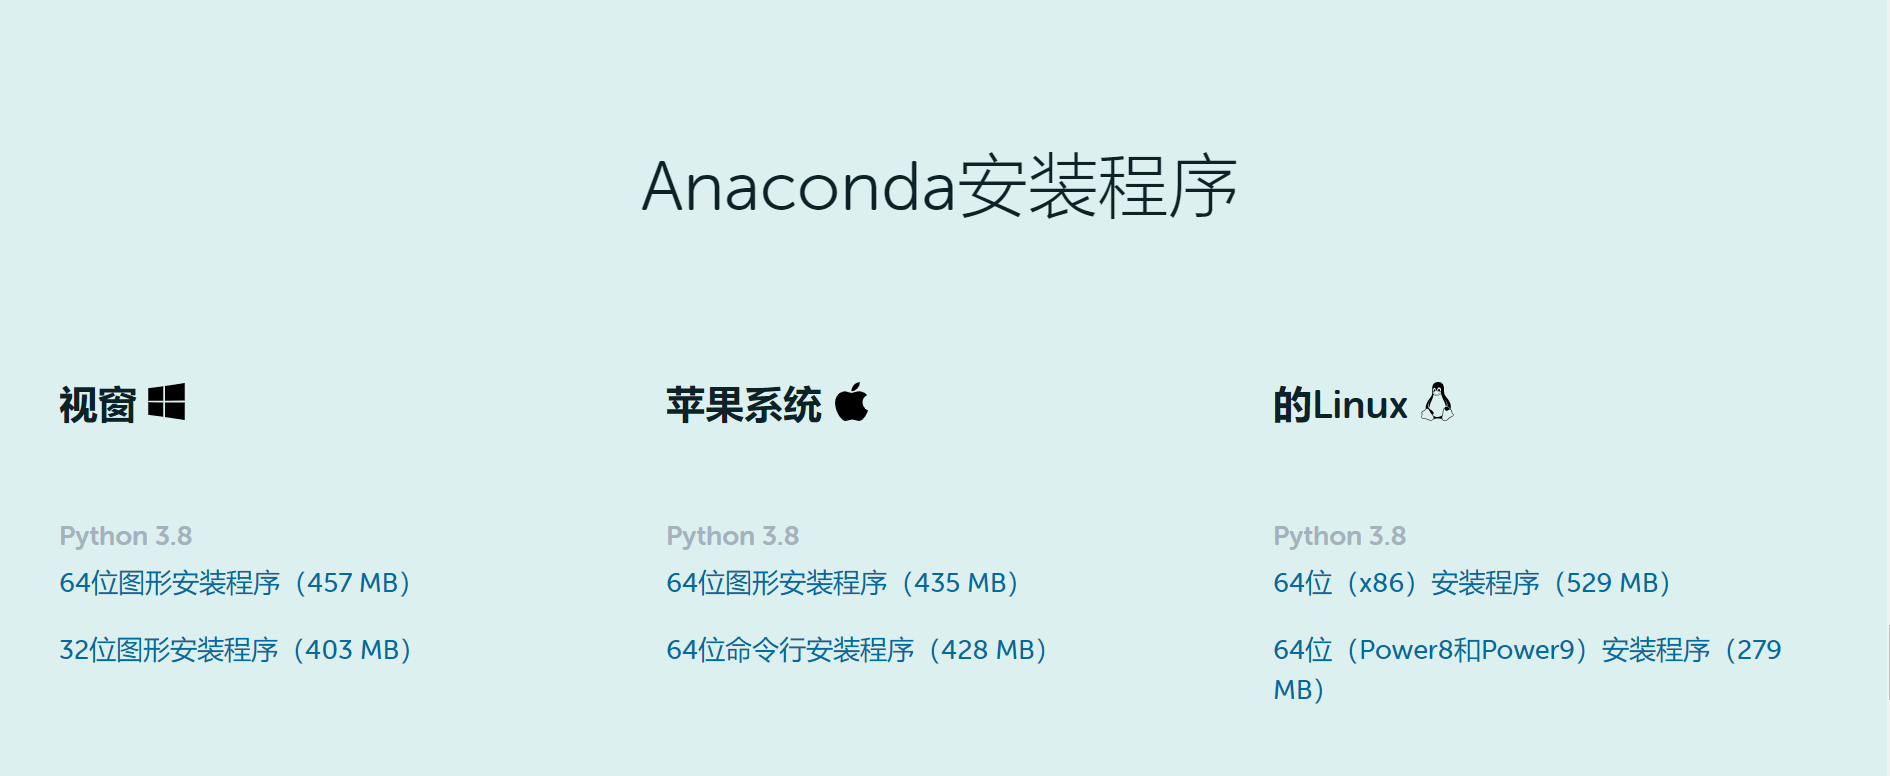 Anaconda安装程序
视窗
Python 3.8
64位图形安装程序（457 MB）
32位图形安装程序（403 MB）
苹果系统
Python 3.8
64位图形安装程序（435 MB）
64位命令行安装程序（428 MB）
的Linux
Python 3.8
64位（x86）安装程序（529 MB）
64位（Power8和Power9）安装程序（279
MB）